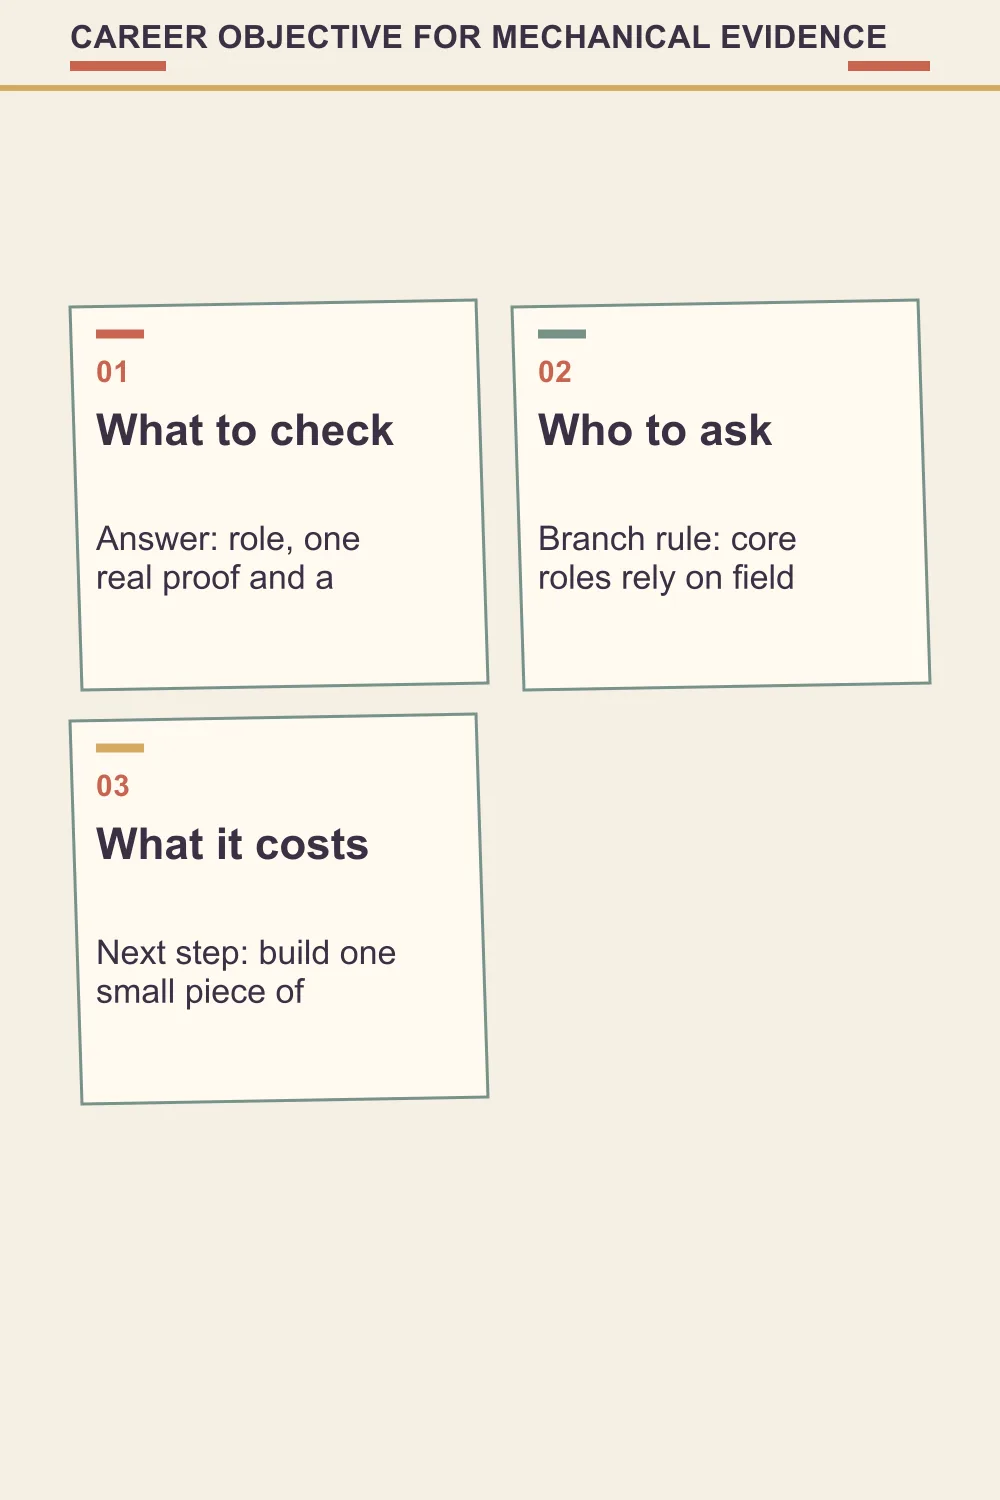 CAREER OBJECTIVE FOR MECHANICAL EVIDENCE
01
What to check
Answer: role, one
real proof and a
02
Who to ask
Branch rule: core
roles rely on field
03
What it costs
Next step: build one
small piece of